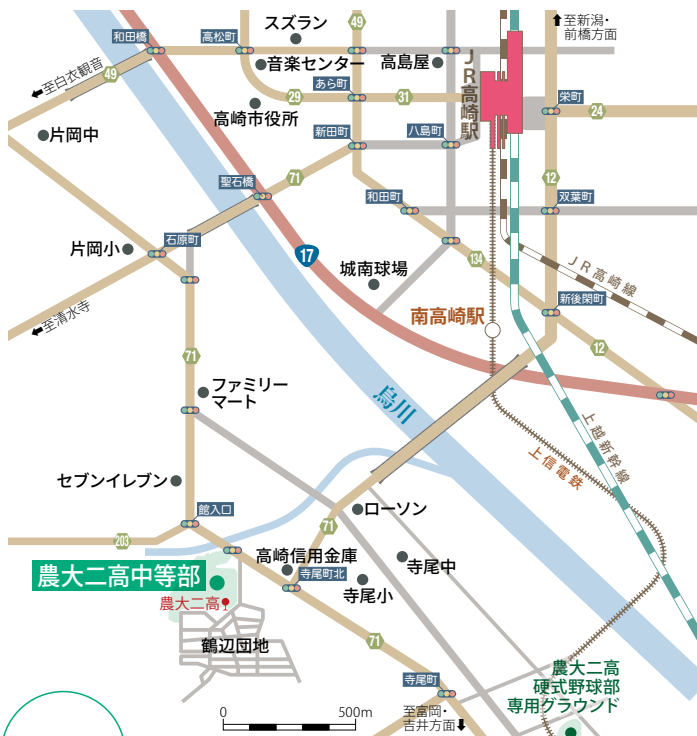 至新潟・
前橋方面
スズラン
49
和田橋
高松町
音楽センター
高島屋
JR高崎駅
至白衣観音
49
あら町
29
31
栄町
24
高崎市役所
片岡中
新田町
八島町
71
12
聖石橋
和田町
双葉町
石原町
片岡小
17
城南球場
134
JR高崎線
新後閑町
至清水寺
南高崎駅
12
71
ファミリー
マート
烏川
上越新幹線
上信電鉄
セブンイレブン
ローソン
館入口
203
71
高崎信用金庫
寺尾中
農大二高中等部
寺尾町北
寺尾小
農大二高
71
鶴辺団地
農大二高
硬式野球部
専用グラウンド
寺尾町
0
500m
至富岡・
吉井方面